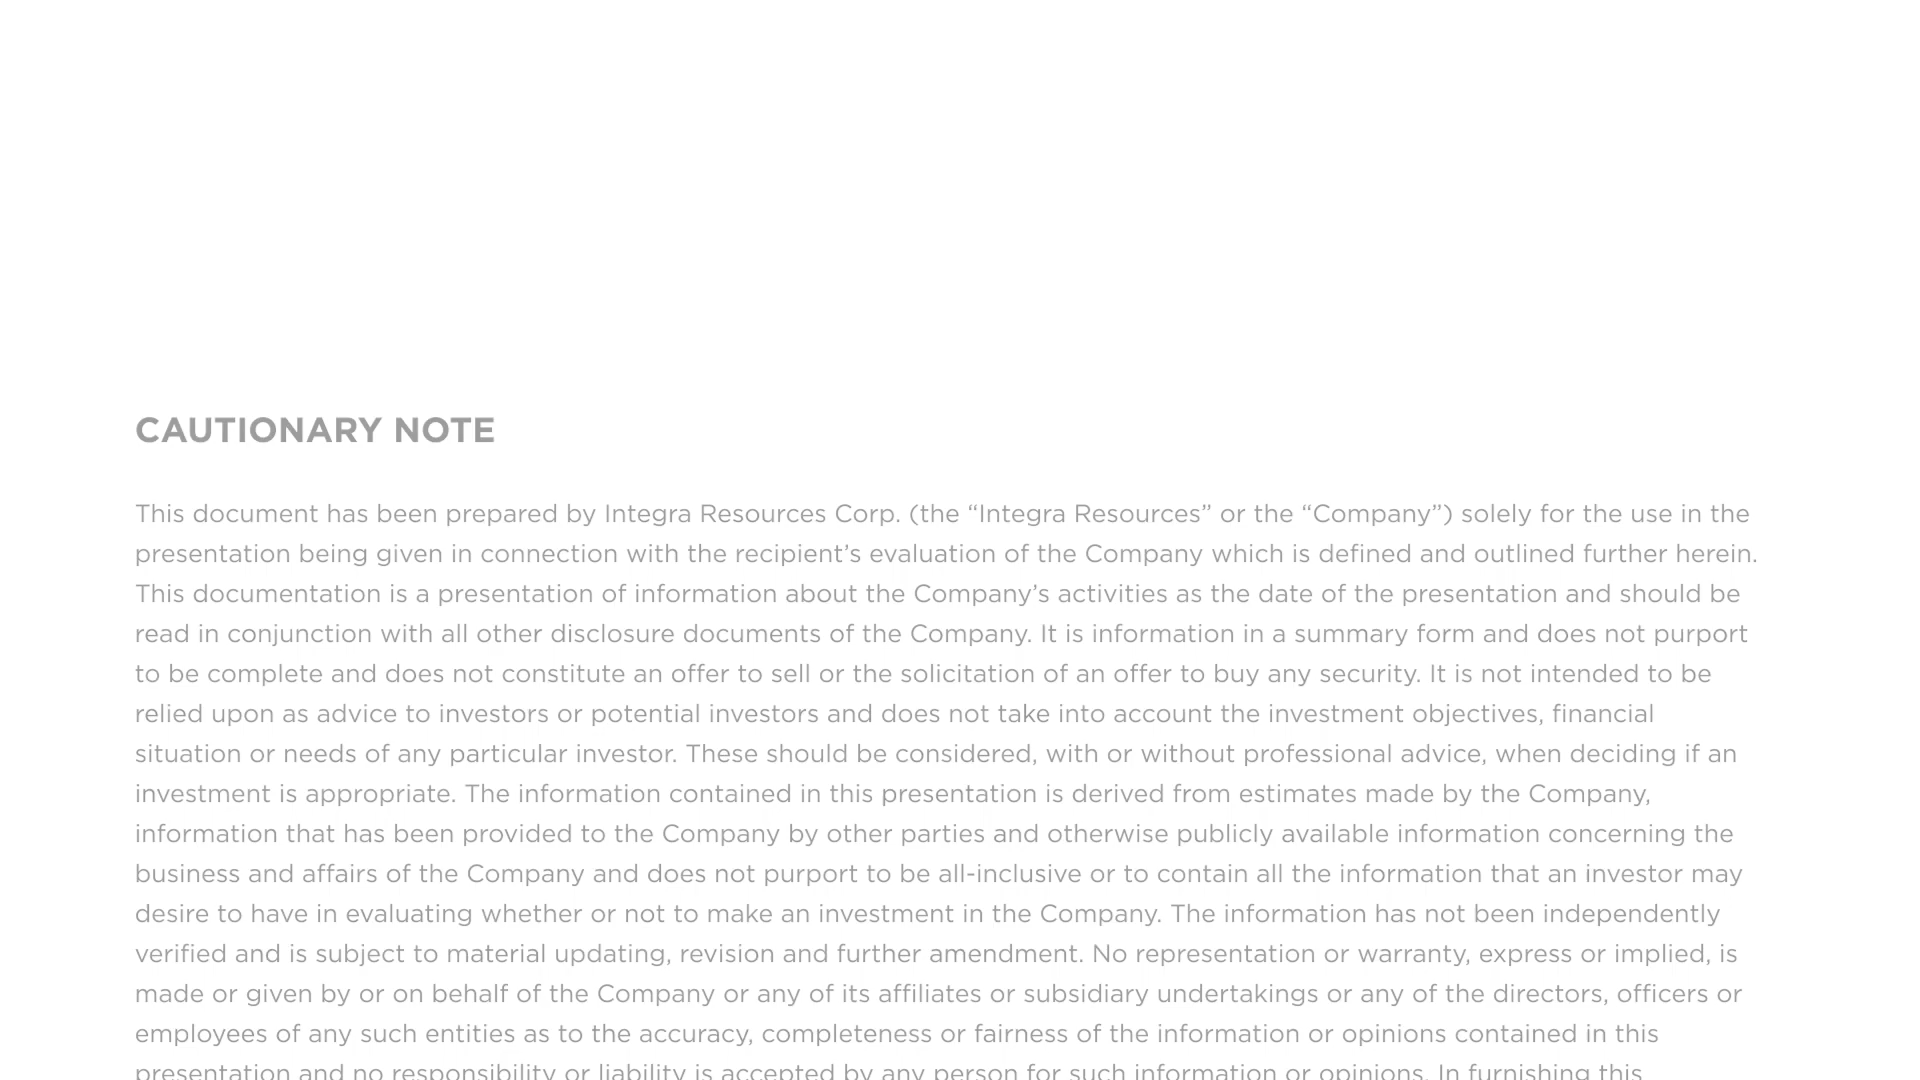 CAUTIONARY NOTE
This document has been prepared by Integra Resources Corp. (the “Integra Resources” or the “Company”) solely for the use in the
presentation being given in connection with the recipient’s evaluation of the Company which is defined and outlined further herein.
This documentation is a presentation of information about the Company’s activities as the date of the presentation and should be
read in conjunction with all other disclosure documents of the Company. It is information in a summary form and does not purport
to be complete and does not constitute an offer to sell or the solicitation of an offer to buy any security. It is not intended to be
relied upon as advice to investors or potential investors and does not take into account the investment objectives, financial
situation or needs of any particular investor. These should be considered, with or without professional advice, when deciding if an
investment is appropriate. The information contained in this presentation is derived from estimates made by the Company,
information that has been provided to the Company by other parties and otherwise publicly available information concerning the
business and affairs of the Company and does not purport to be all-inclusive or to contain all the information that an investor may
desire to have in evaluating whether or not to make an investment in the Company. The information has not been independently
verified and is subject to material updating, revision and further amendment. No representation or warranty, express or implied, is
made or given by or on behalf of the Company or any of its affiliates or subsidiary undertakings or any of the directors, officers or
employees of any such entities as to the accuracy, completeness or fairness of the information or opinions contained in this
presentation and no responsibility or liability is accepted by any person for such information or opinions. In furnishing this